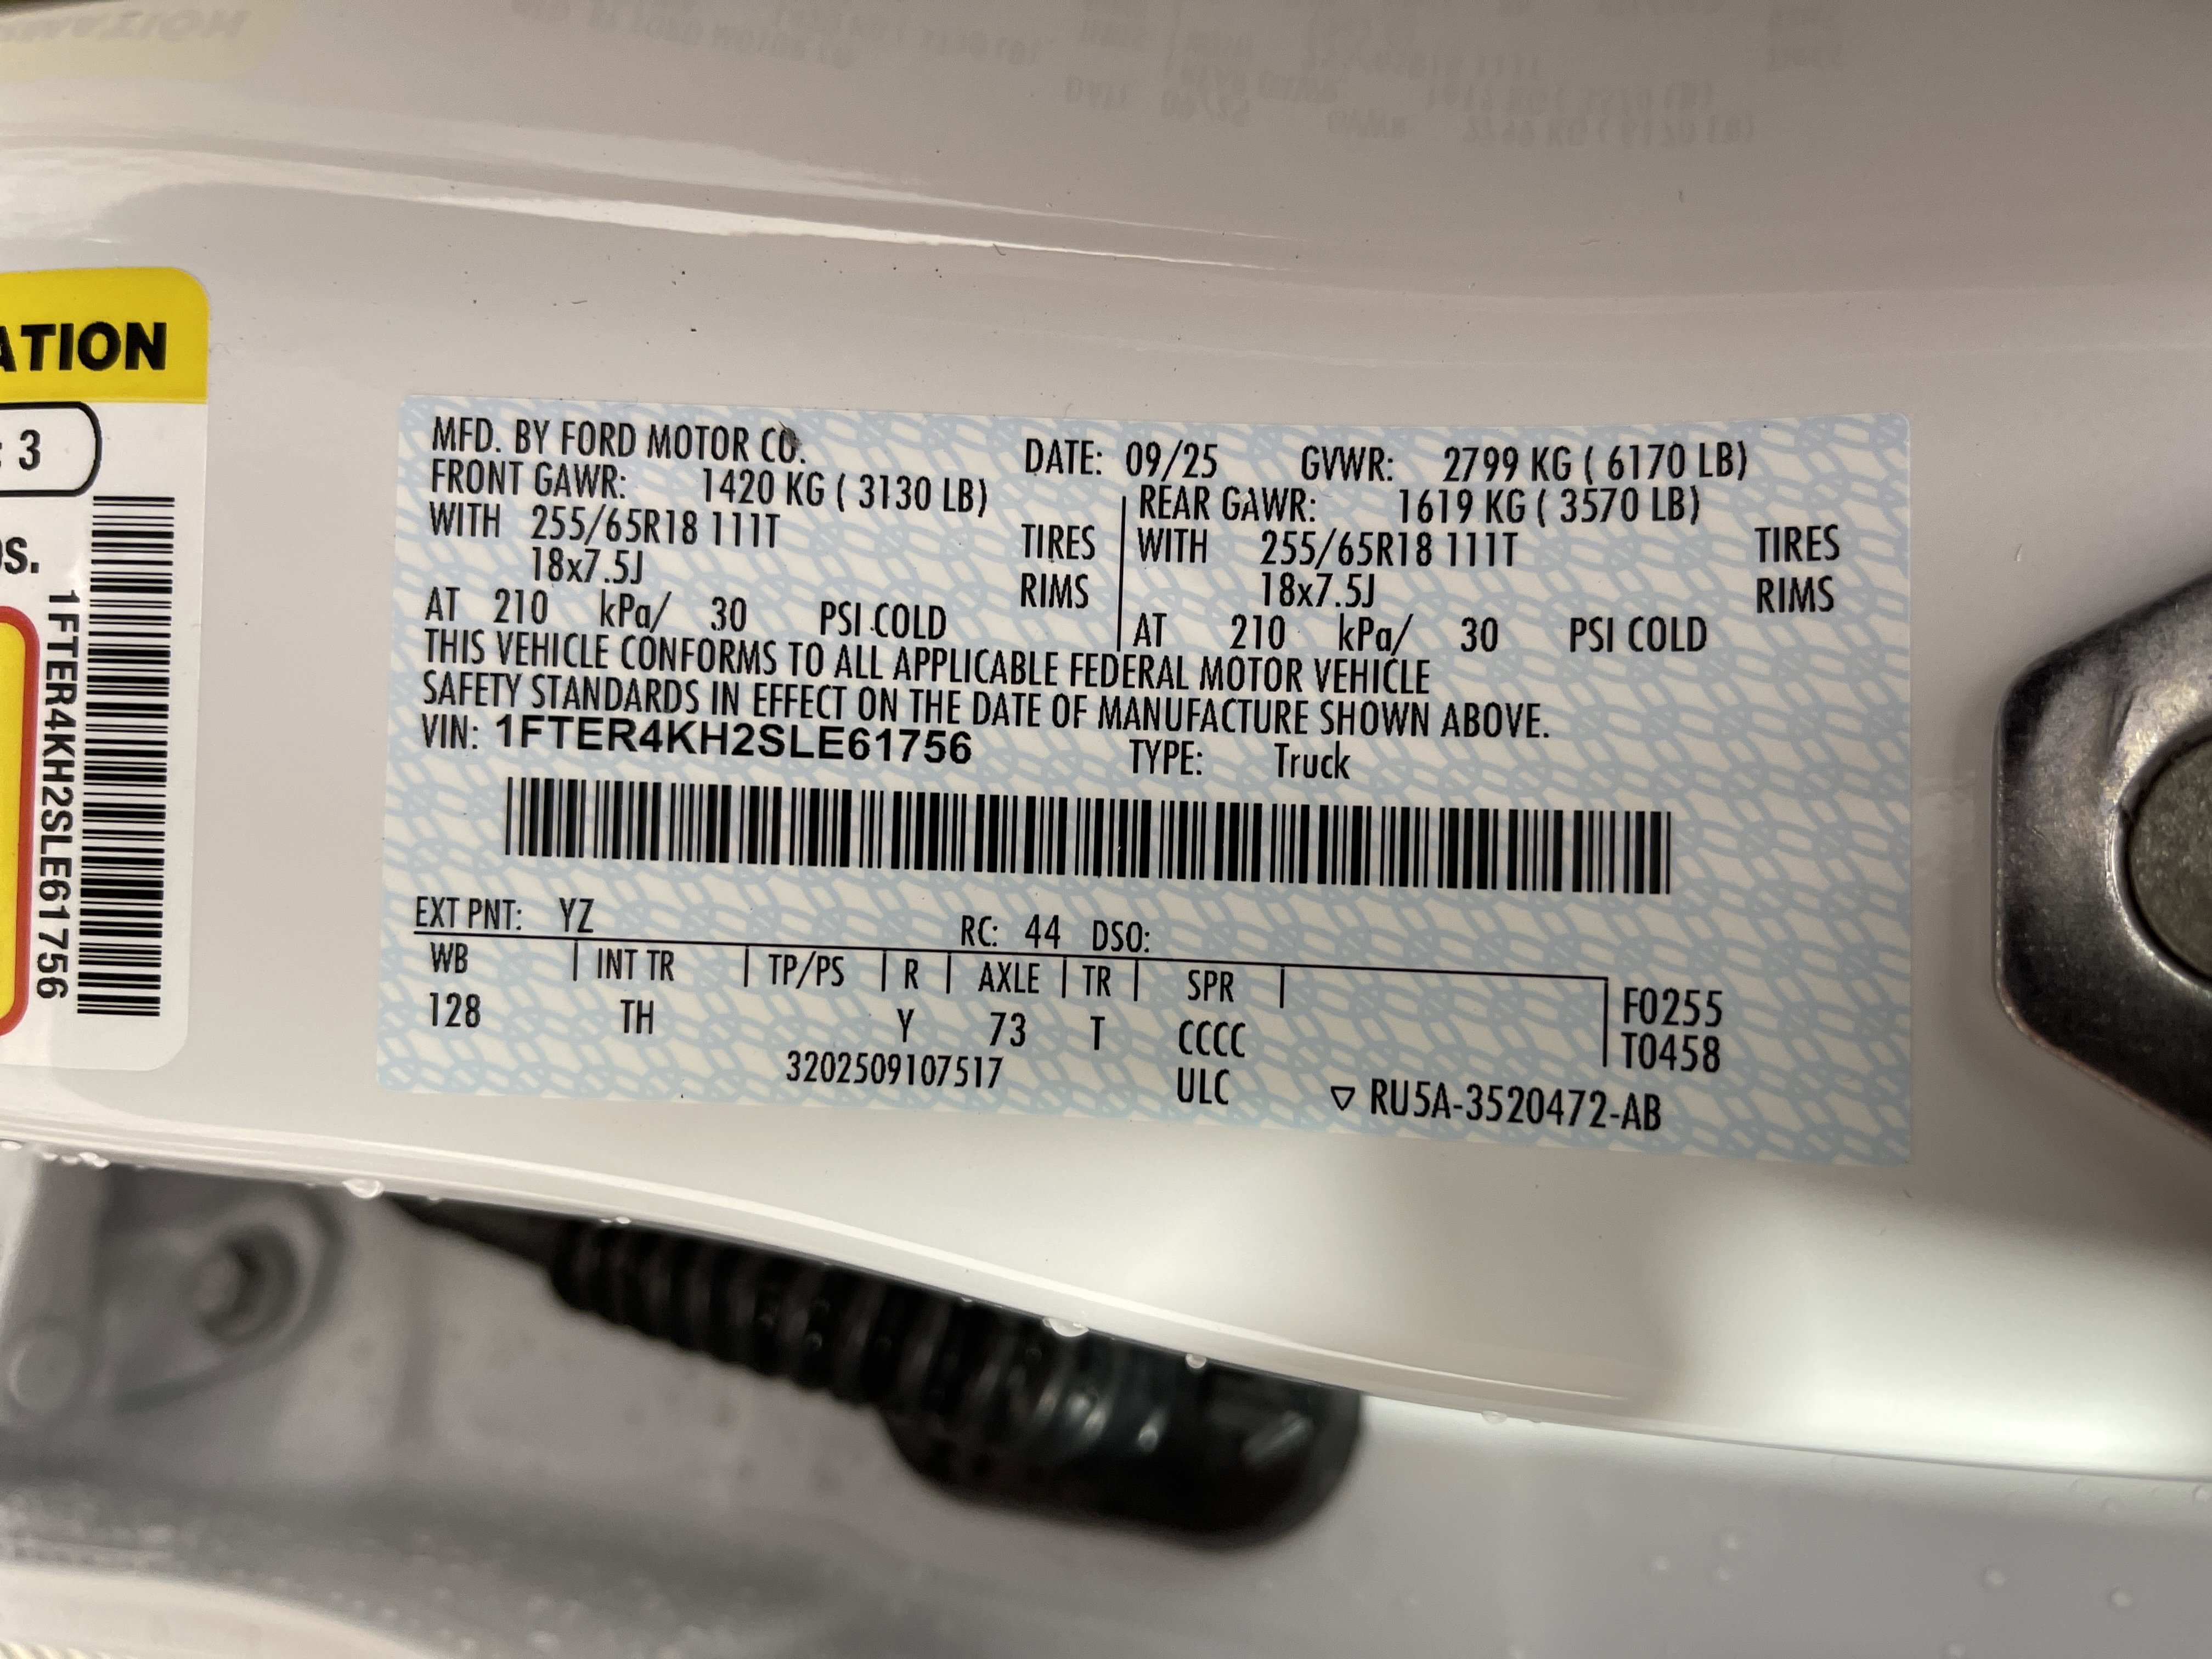 ATION
: 3
s.
1FTER4KH2SLE61756
MFD. BY FORD MOTOR CO.
DATE: 09/25 GVWR: 2799 KG ( 6170 LB)
FRONT GAWR: 1420 KG ( 3130 LB)
WITH 255/65R18 111T TIRES
18x7.5J RIMS
AT 210 kPa/ 30 PSI COLD
REAR GAWR: 1619 KG ( 3570 LB)
WITH 255/65R18 111T TIRES
18x7.5J RIMS
AT 210 kPa/ 30 PSI COLD
THIS VEHICLE CONFORMS TO ALL APPLICABLE FEDERAL MOTOR VEHICLE
SAFETY STANDARDS IN EFFECT ON THE DATE OF MANUFACTURE SHOWN ABOVE.
VIN: 1FTER4KH2SLE61756 TYPE: Truck
EXT PNT: YZ RC: 44 DSO:
WB | INT TR | TP/PS | R | AXLE | TR | SPR |
128 TH Y 73 T CCCC
F0255
T0458
3202509107517 ULC ▽ RU5A-3520472-AB